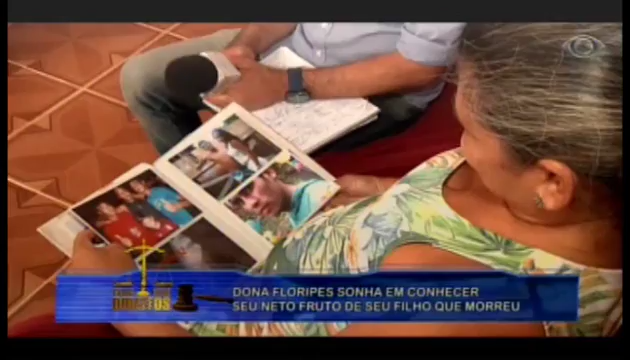 DONA FLORIPES SONHA EM CONHECER
SEU NETO FRUTO DE SEU FILHO QUE MORREU